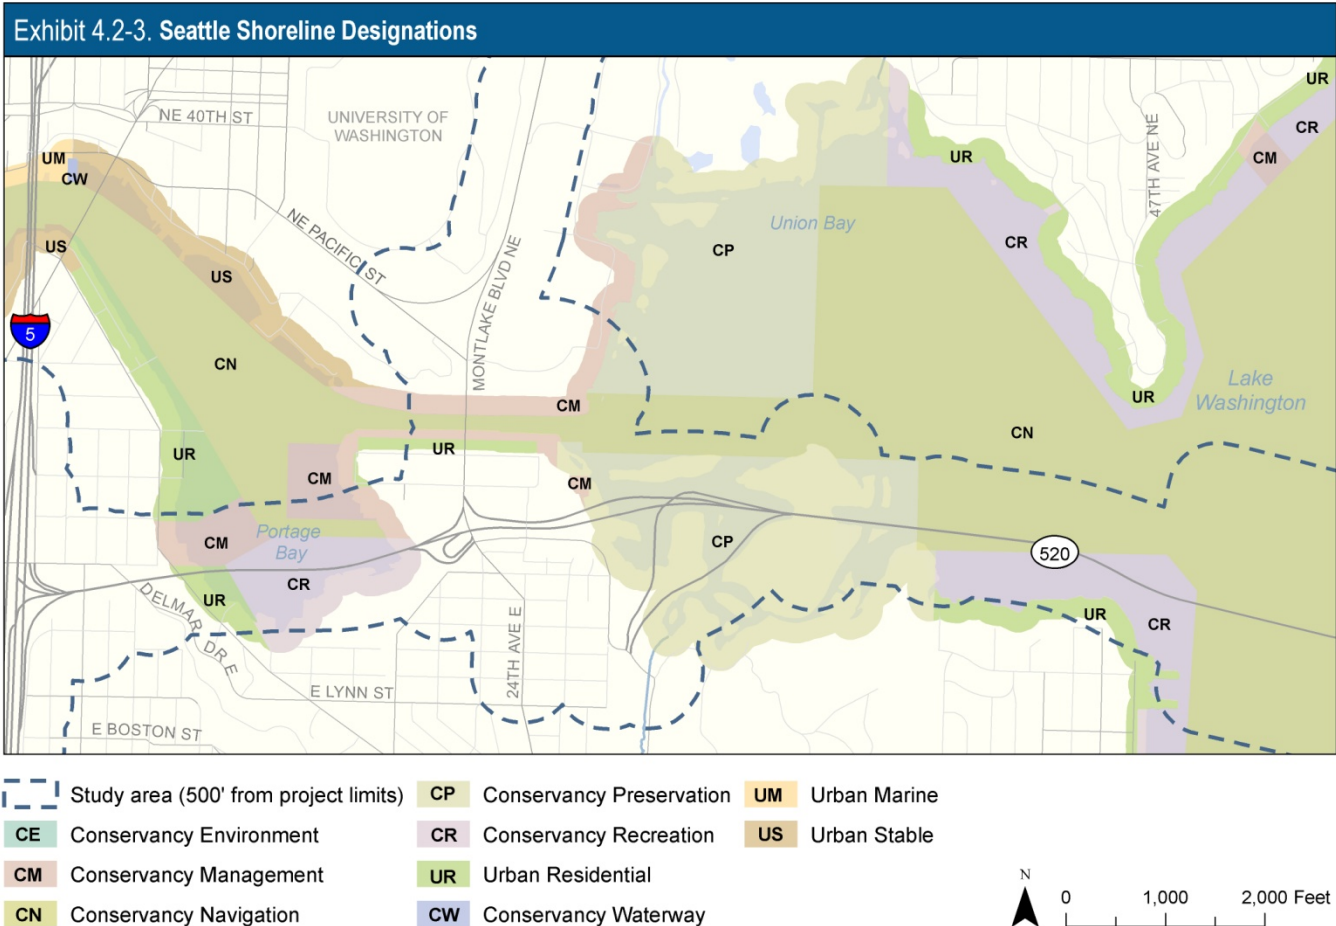 Exhibit 4.2-3. Seattle Shoreline Designations
NE 40TH ST
UNIVERSITY OF
WASHINGTON
UR
CR
CM
UM
CW
UR
47TH AVE NE
NE PACIFIC ST
Union Bay
CR
US
US
CP
MONTLAKE BLVD NE
5
CN
Lake
Washington
UR
CM
CN
UR
UR
CM
CM
Portage
Bay
CM
CP
520
CR
UR
DELMAR DR E
UR
CR
24TH AVE E
E LYNN ST
E BOSTON ST
Study area (500' from project limits)
CE Conservancy Environment
CM Conservancy Management
CN Conservancy Navigation
CP Conservancy Preservation
CR Conservancy Recreation
UR Urban Residential
CW Conservancy Waterway
UM Urban Marine
US Urban Stable
N
0 1,000 2,000 Feet